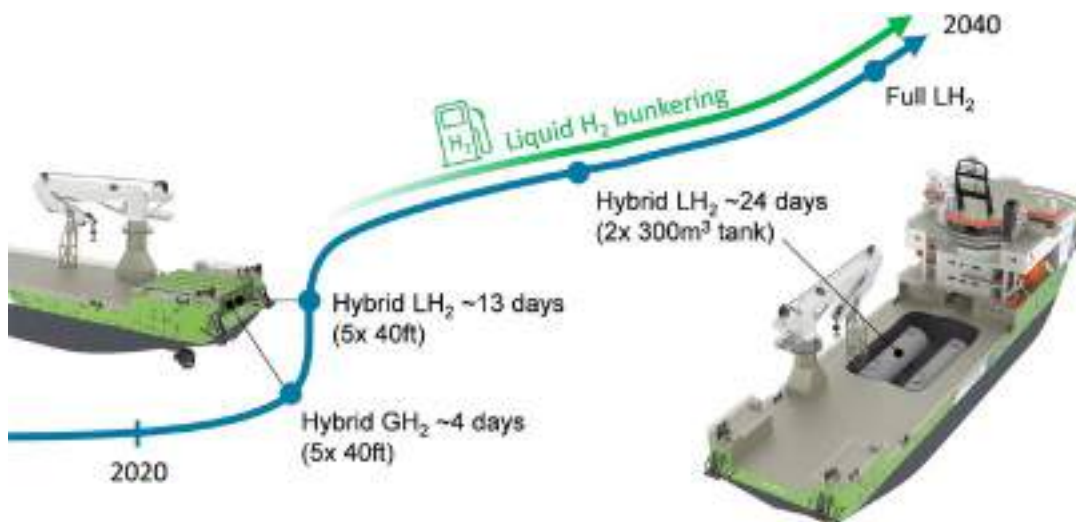 2040
Full LH₂
H₂
Liquid H₂ bunkering
Hybrid LH₂ ~24 days
(2x 300m³ tank)
Hybrid LH₂ ~13 days
(5x 40ft)
Hybrid GH₂ ~4 days
(5x 40ft)
2020